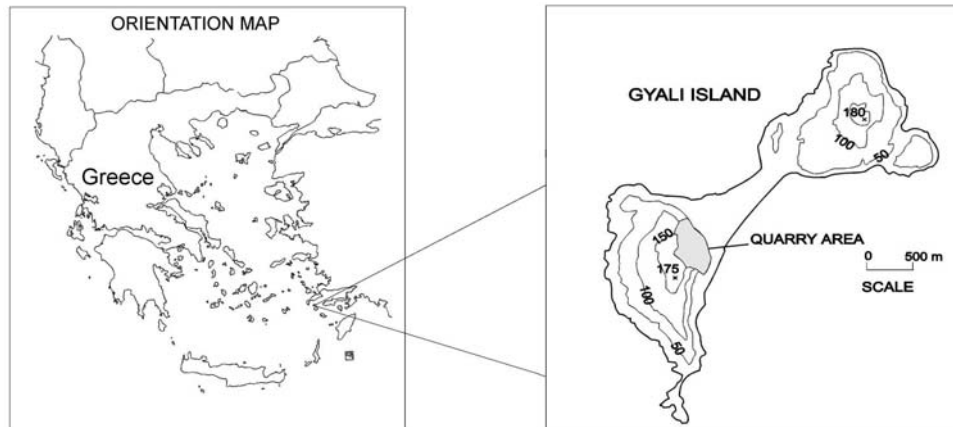 ORIENTATION MAP
Greece
GYALI ISLAND
180
100
50
150
QUARRY AREA
175
0 500 m
SCALE
100
50